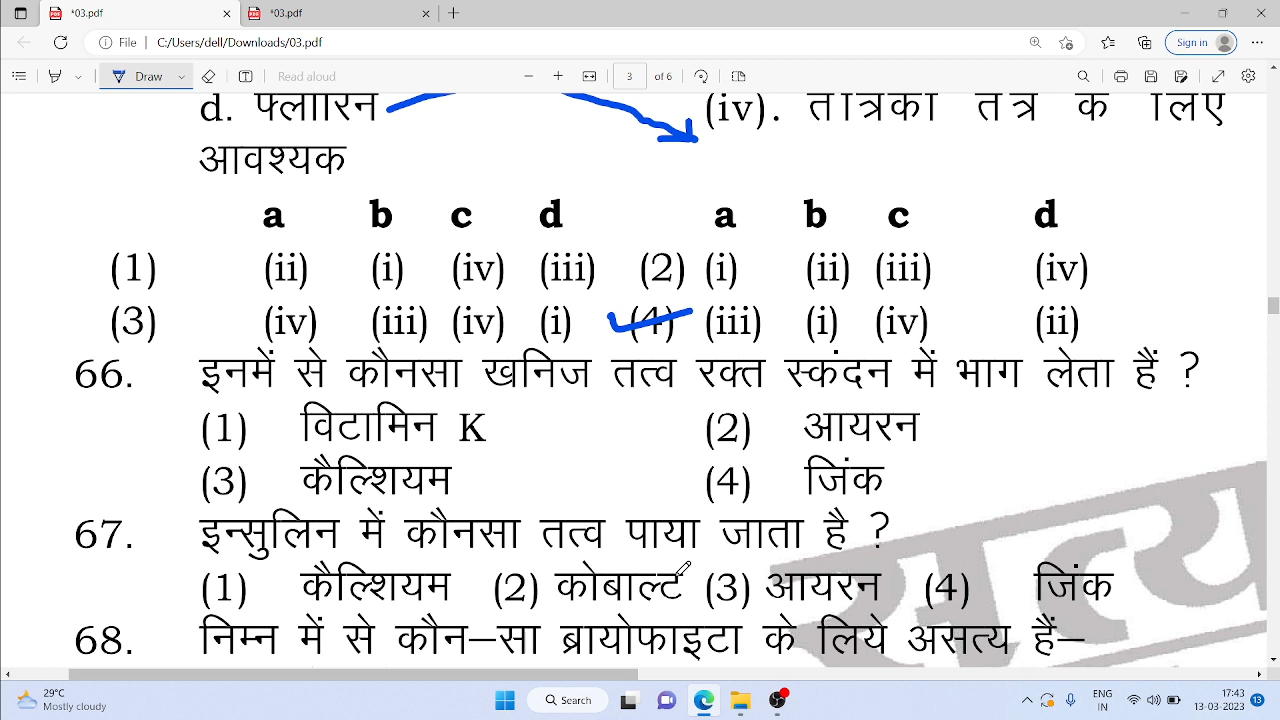 *03.pdf
*03.pdf
File C:/Users/dell/Downloads/03.pdf Sign in
Draw Read aloud 3 of 6
d. फ्लोरिन (iv). तंत्रिका तंत्र के लिए
आवश्यक
a b c d a b c d
(1) (ii) (i) (iv) (iii) (2) (i) (ii) (iii) (iv)
(3) (iv) (iii) (iv) (i) (4) (iii) (i) (iv) (ii)
66. इनमें से कौनसा खनिज तत्व रक्त स्कंदन में भाग लेता हैं ?
(1) विटामिन K (2) आयरन
(3) कैल्शियम (4) जिंक
67. इन्सुलिन में कौनसा तत्व पाया जाता है ?
(1) कैल्शियम (2) कोबाल्ट (3) आयरन (4) जिंक
68. निम्न में से कौन–सा ब्रायोफाइटा के लिये असत्य हैं–
सत्य
29°C
Mostly cloudy
Search
ENG
IN
17:43
13-03-2023
13